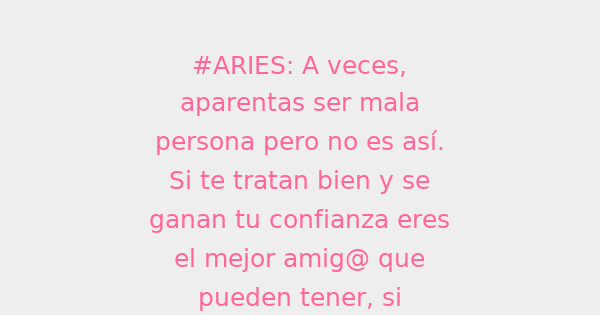 #ARIES: A veces,
aparentas ser mala
persona pero no es así.
Si te tratan bien y se
ganan tu confianza eres
el mejor amig@ que
pueden tener, si